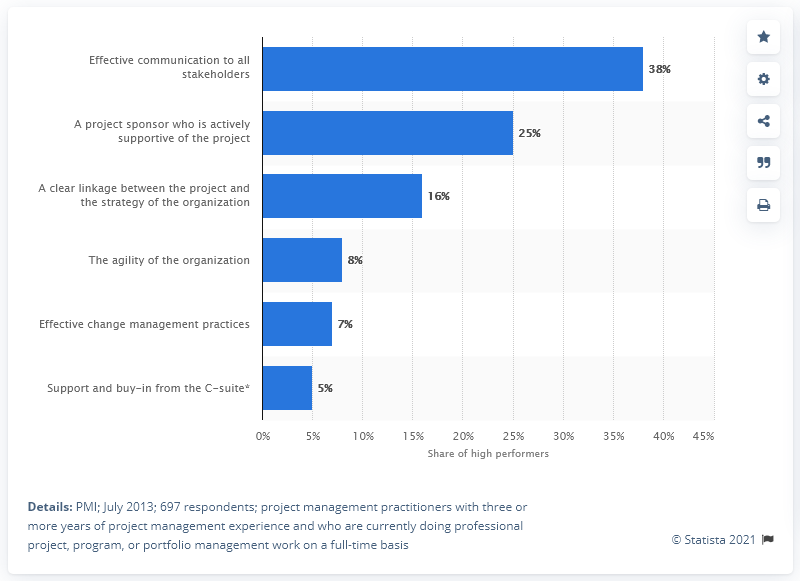 Effective communication to all
stakeholders
38%
A project sponsor who is actively
supportive of the project
25%
A clear linkage between the project and
the strategy of the organization
16%
The agility of the organization
8%
Effective change management practices
7%
Support and buy-in from the C-suite*
5%
0% 5% 10% 15% 20% 25% 30% 35% 40% 45%
Share of high performers
Details: PMI; July 2013; 697 respondents; project management practitioners with three or
more years of project management experience and who are currently doing professional
project, program, or portfolio management work on a full-time basis
© Statista 2021